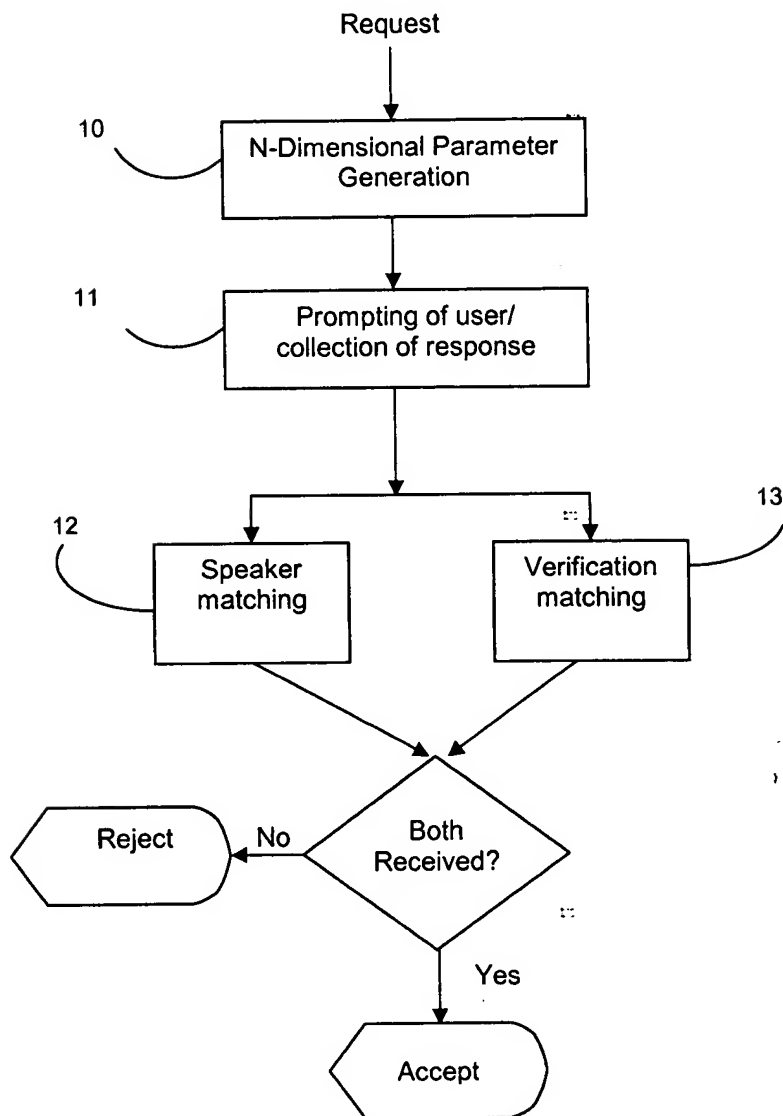 Request
10
N-Dimensional Parameter
Generation
11
Prompting of user/
collection of response
12
Speaker
matching
13
Verification
matching
Both
Received?
No
Reject
Yes
Accept